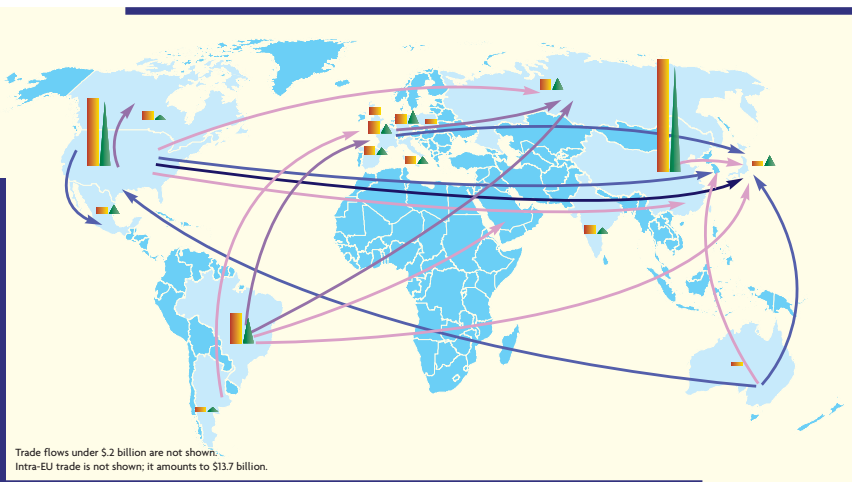 Trade flows under $.2 billion are not shown.
Intra-EU trade is not shown; it amounts to $13.7 billion.